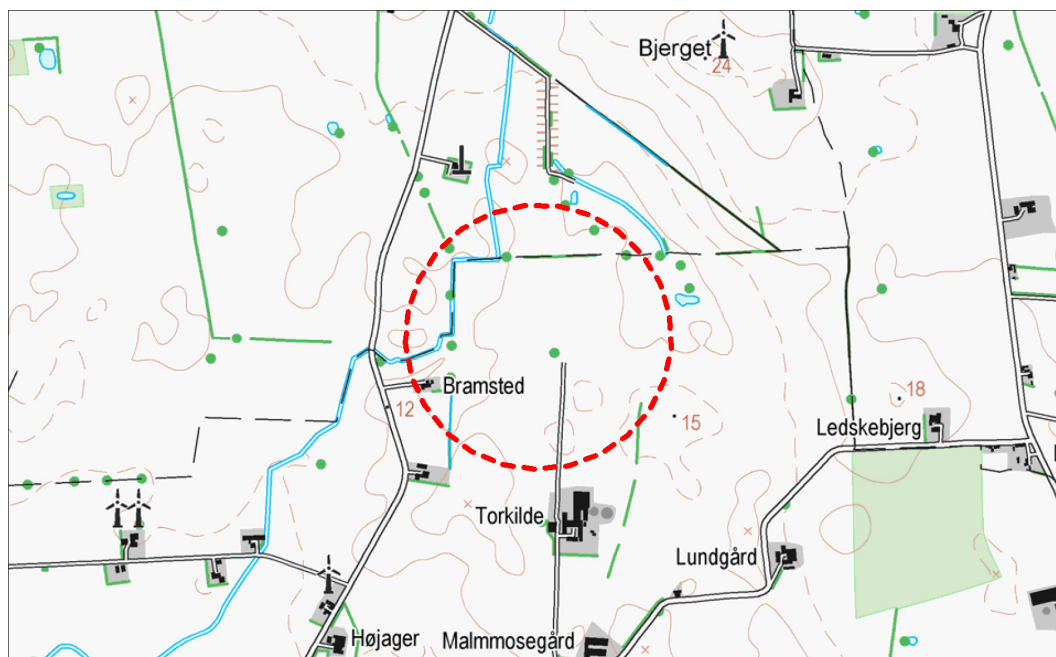 Bjerget
24
Bramsted
12
15
18
Ledskebjerg
Torkilde
Lundgård
Højager
Malmmosegård